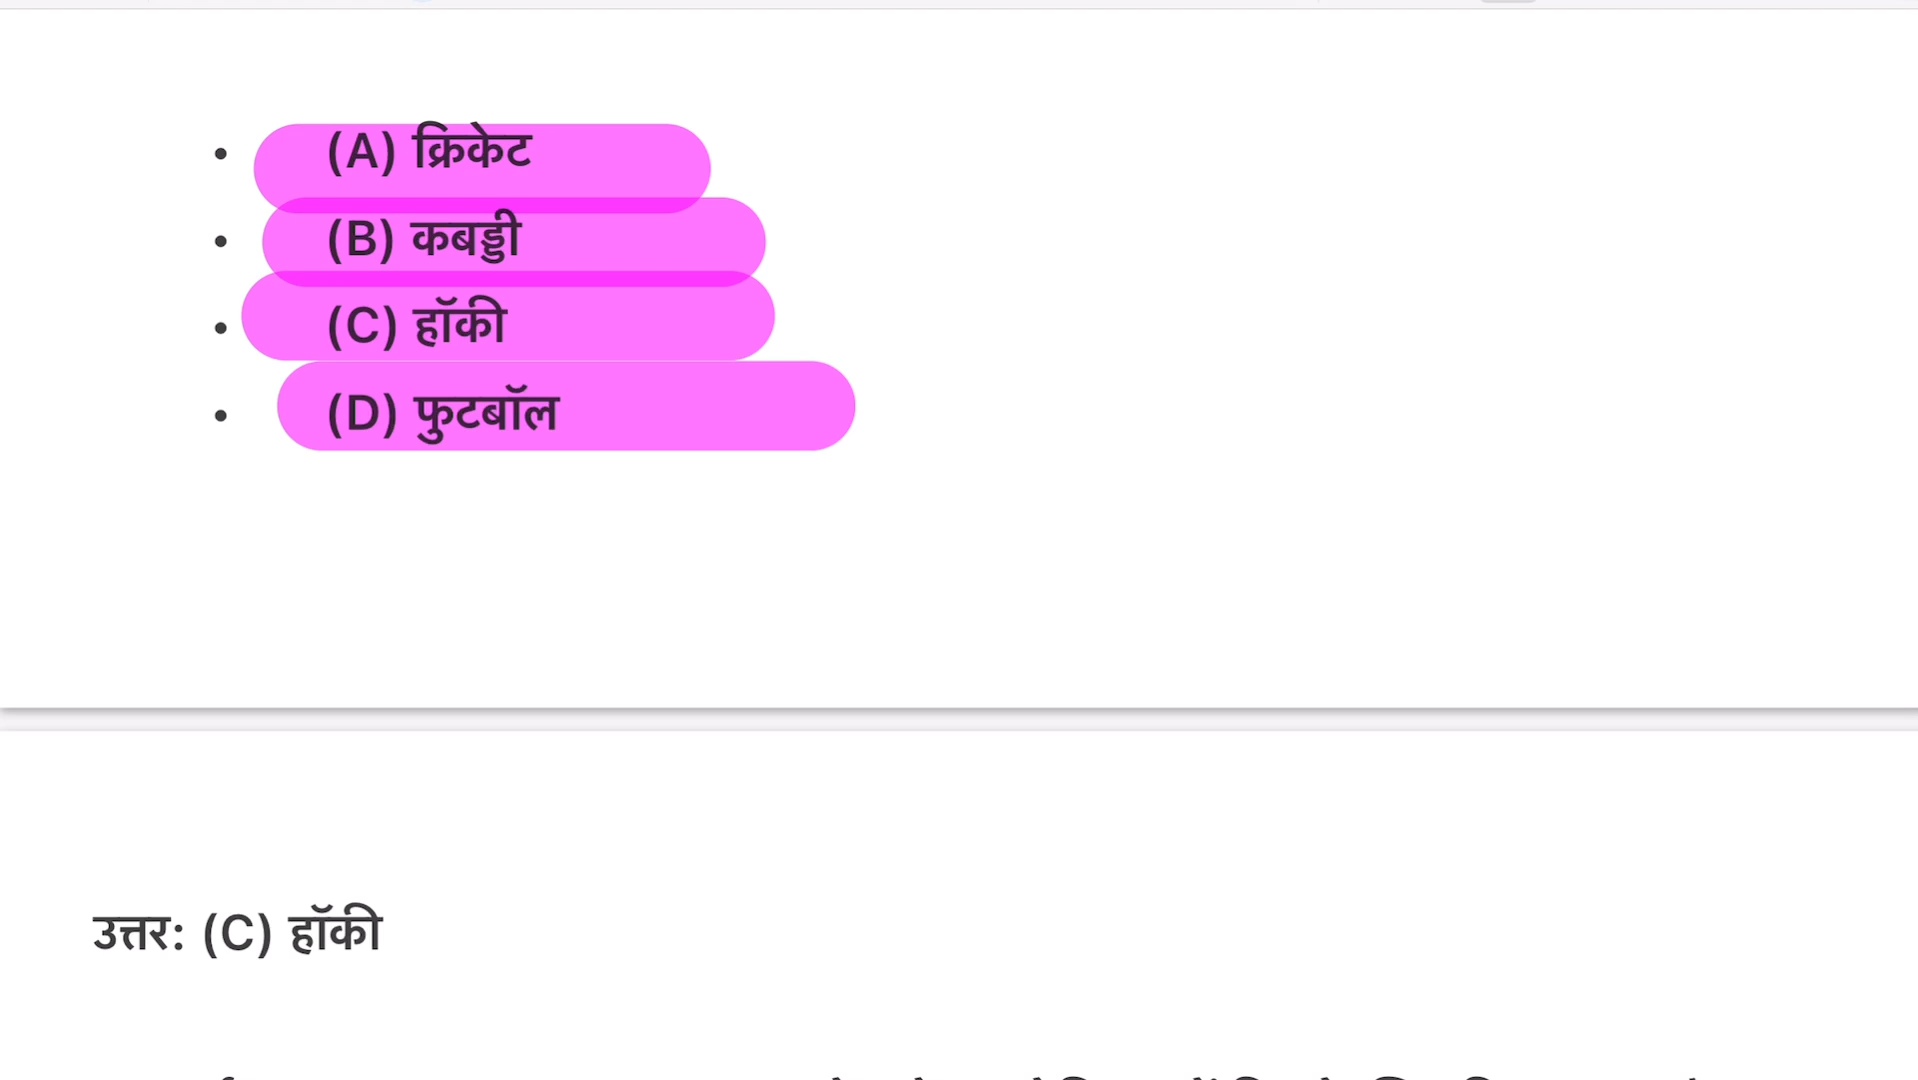 • (A) क्रिकेट
• (B) कबड्डी
• (C) हॉकी
• (D) फुटबॉल
उत्तर: (C) हॉकी